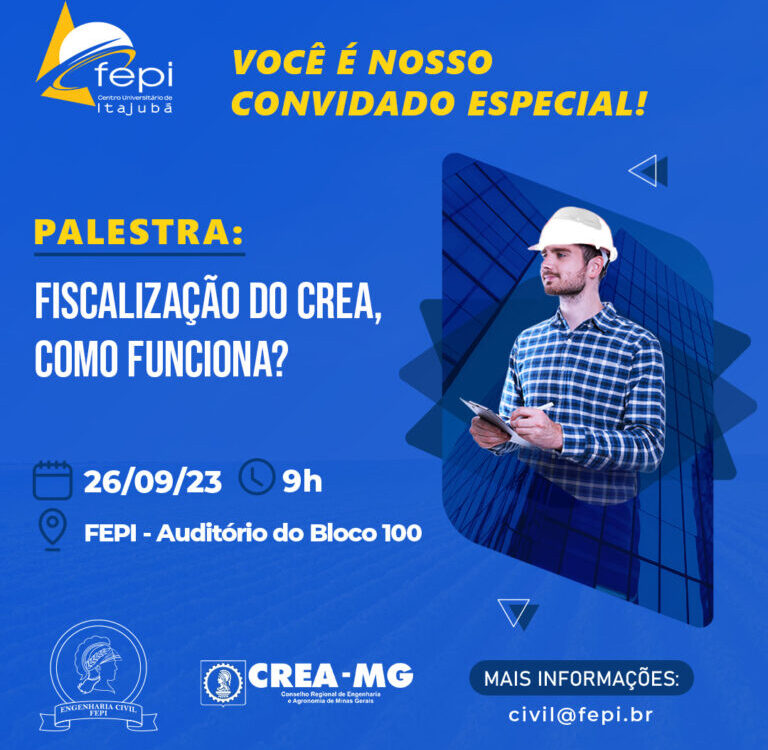 fepi
Centro Universitário de
Itajubá
VOCÊ É NOSSO
CONVIDADO ESPECIAL!
PALESTRA:
FISCALIZAÇÃO DO CREA,
COMO FUNCIONA?
26/09/23 9h
FEPI - Auditório do Bloco 100
ENGENHARIA CIVIL
FEPI
CREA-MG
Conselho Regional de Engenharia
e Agronomia de Minas Gerais
MAIS INFORMAÇÕES:
civil@fepi.br